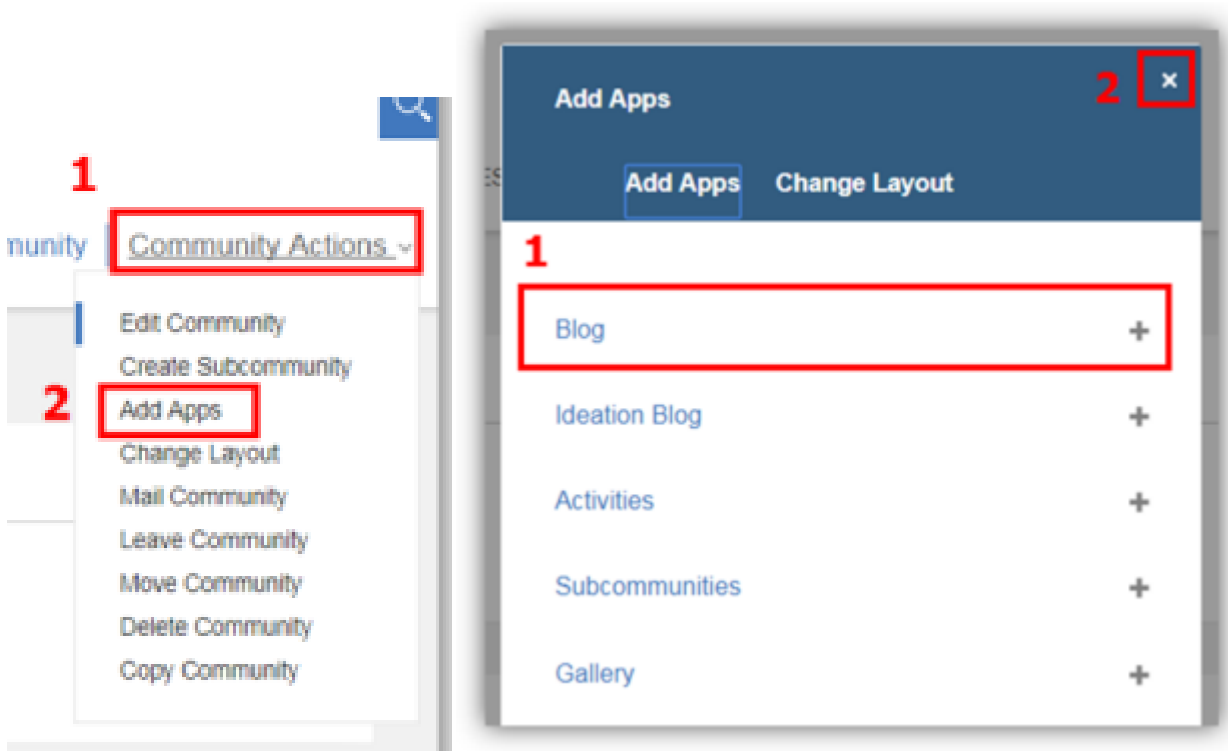 1
munity
Community Actions
Edit Community
Create Subcommunity
2
Add Apps
Change Layout
Mail Community
Leave Community
Move Community
Delete Community
Copy Community
Add Apps
2
×
Add Apps
Change Layout
1
Blog
+
Ideation Blog
+
Activities
+
Subcommunities
+
Gallery
+